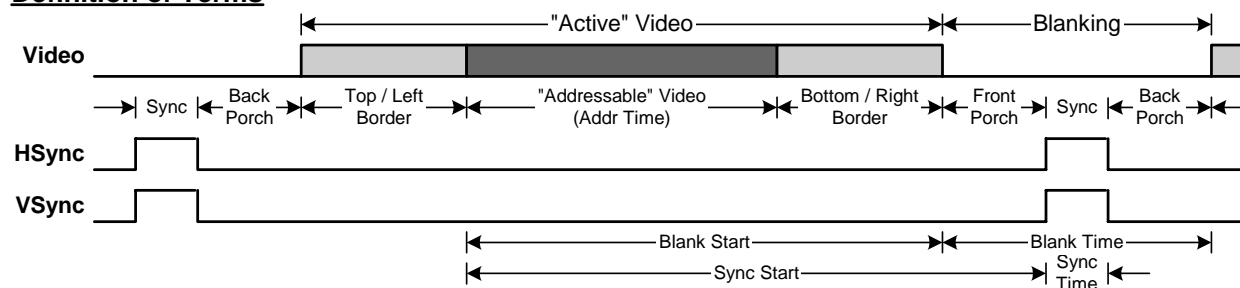 Definition of Terms
"Active" Video
Blanking
Video
Sync
Back
Porch
Top / Left
Border
"Addressable" Video
(Addr Time)
Bottom / Right
Border
Front
Porch
Sync
Back
Porch
HSync
VSync
Blank Start
Blank Time
Sync Start
Sync
Time